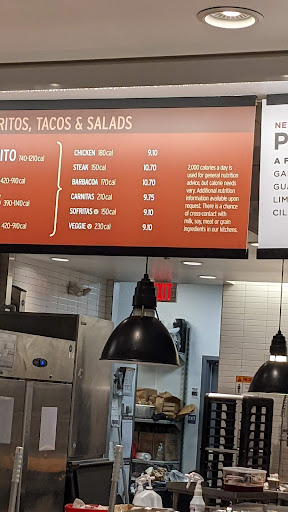 RITOS, TACOS & SALADS
ITO 740-1210cal
420-910cal
390-1140cal
420-910cal
CHICKEN 180cal 9.10
STEAK 150cal 10.70
BARBACOA 170cal 10.70
CARNITAS 210cal 9.75
SOFRITAS V 150cal 9.10
VEGGIE V 230cal 9.10
2,000 calories a day is
used for general nutrition
advice, but calorie needs
vary. Additional nutrition
information available upon
request. There is a chance
of cross-contact with
milk, soy, meat or grain
ingredients in our kitchens.
NE
P
A F
GA
GUA
LIM
CIL
EXIT